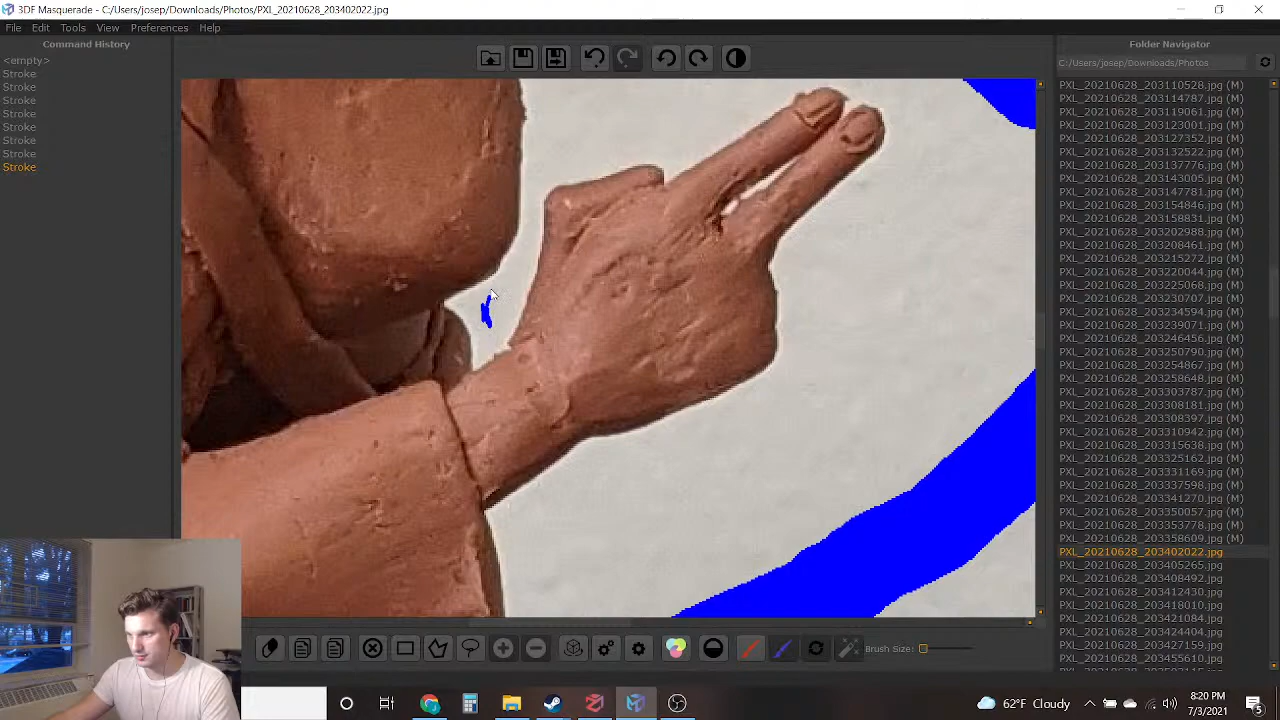 3DF Masquerade - C:/Users/josep/Downloads/Photos/PXL_20210628_203402022.jpg
File Edit Tools View Preferences Help
Command History
<empty>
Stroke
Stroke
Stroke
Stroke
Stroke
Stroke
Stroke
Stroke
Folder Navigator
C:/Users/josep/Downloads/Photos
PXL_20210628_203110528.jpg (M)
PXL_20210628_203114787.jpg (M)
PXL_20210628_203119061.jpg (M)
PXL_20210628_203123001.jpg (M)
PXL_20210628_203127352.jpg (M)
PXL_20210628_203132522.jpg (M)
PXL_20210628_203137776.jpg (M)
PXL_20210628_203143005.jpg (M)
PXL_20210628_203147781.jpg (M)
PXL_20210628_203154846.jpg (M)
PXL_20210628_203158831.jpg (M)
PXL_20210628_203202988.jpg (M)
PXL_20210628_203208461.jpg (M)
PXL_20210628_203215272.jpg (M)
PXL_20210628_203220044.jpg (M)
PXL_20210628_203225068.jpg (M)
PXL_20210628_203230707.jpg (M)
PXL_20210628_203234594.jpg (M)
PXL_20210628_203239071.jpg (M)
PXL_20210628_203246456.jpg (M)
PXL_20210628_203250790.jpg (M)
PXL_20210628_203254867.jpg (M)
PXL_20210628_203258648.jpg (M)
PXL_20210628_203303787.jpg (M)
PXL_20210628_203308181.jpg (M)
PXL_20210628_203308397.jpg (M)
PXL_20210628_203310942.jpg (M)
PXL_20210628_203315638.jpg (M)
PXL_20210628_203325162.jpg (M)
PXL_20210628_203331169.jpg (M)
PXL_20210628_203337598.jpg (M)
PXL_20210628_203341270.jpg (M)
PXL_20210628_203350057.jpg (M)
PXL_20210628_203353778.jpg (M)
PXL_20210628_203358609.jpg (M)
PXL_20210628_203402022.jpg
PXL_20210628_203405265.jpg
PXL_20210628_203408492.jpg
PXL_20210628_203412430.jpg
PXL_20210628_203418010.jpg
PXL_20210628_203421084.jpg
PXL_20210628_203424404.jpg
PXL_20210628_203427159.jpg
PXL_20210628_203455610.jpg
Brush Size:
62°F Cloudy
8:20 PM
7/3/2021
5